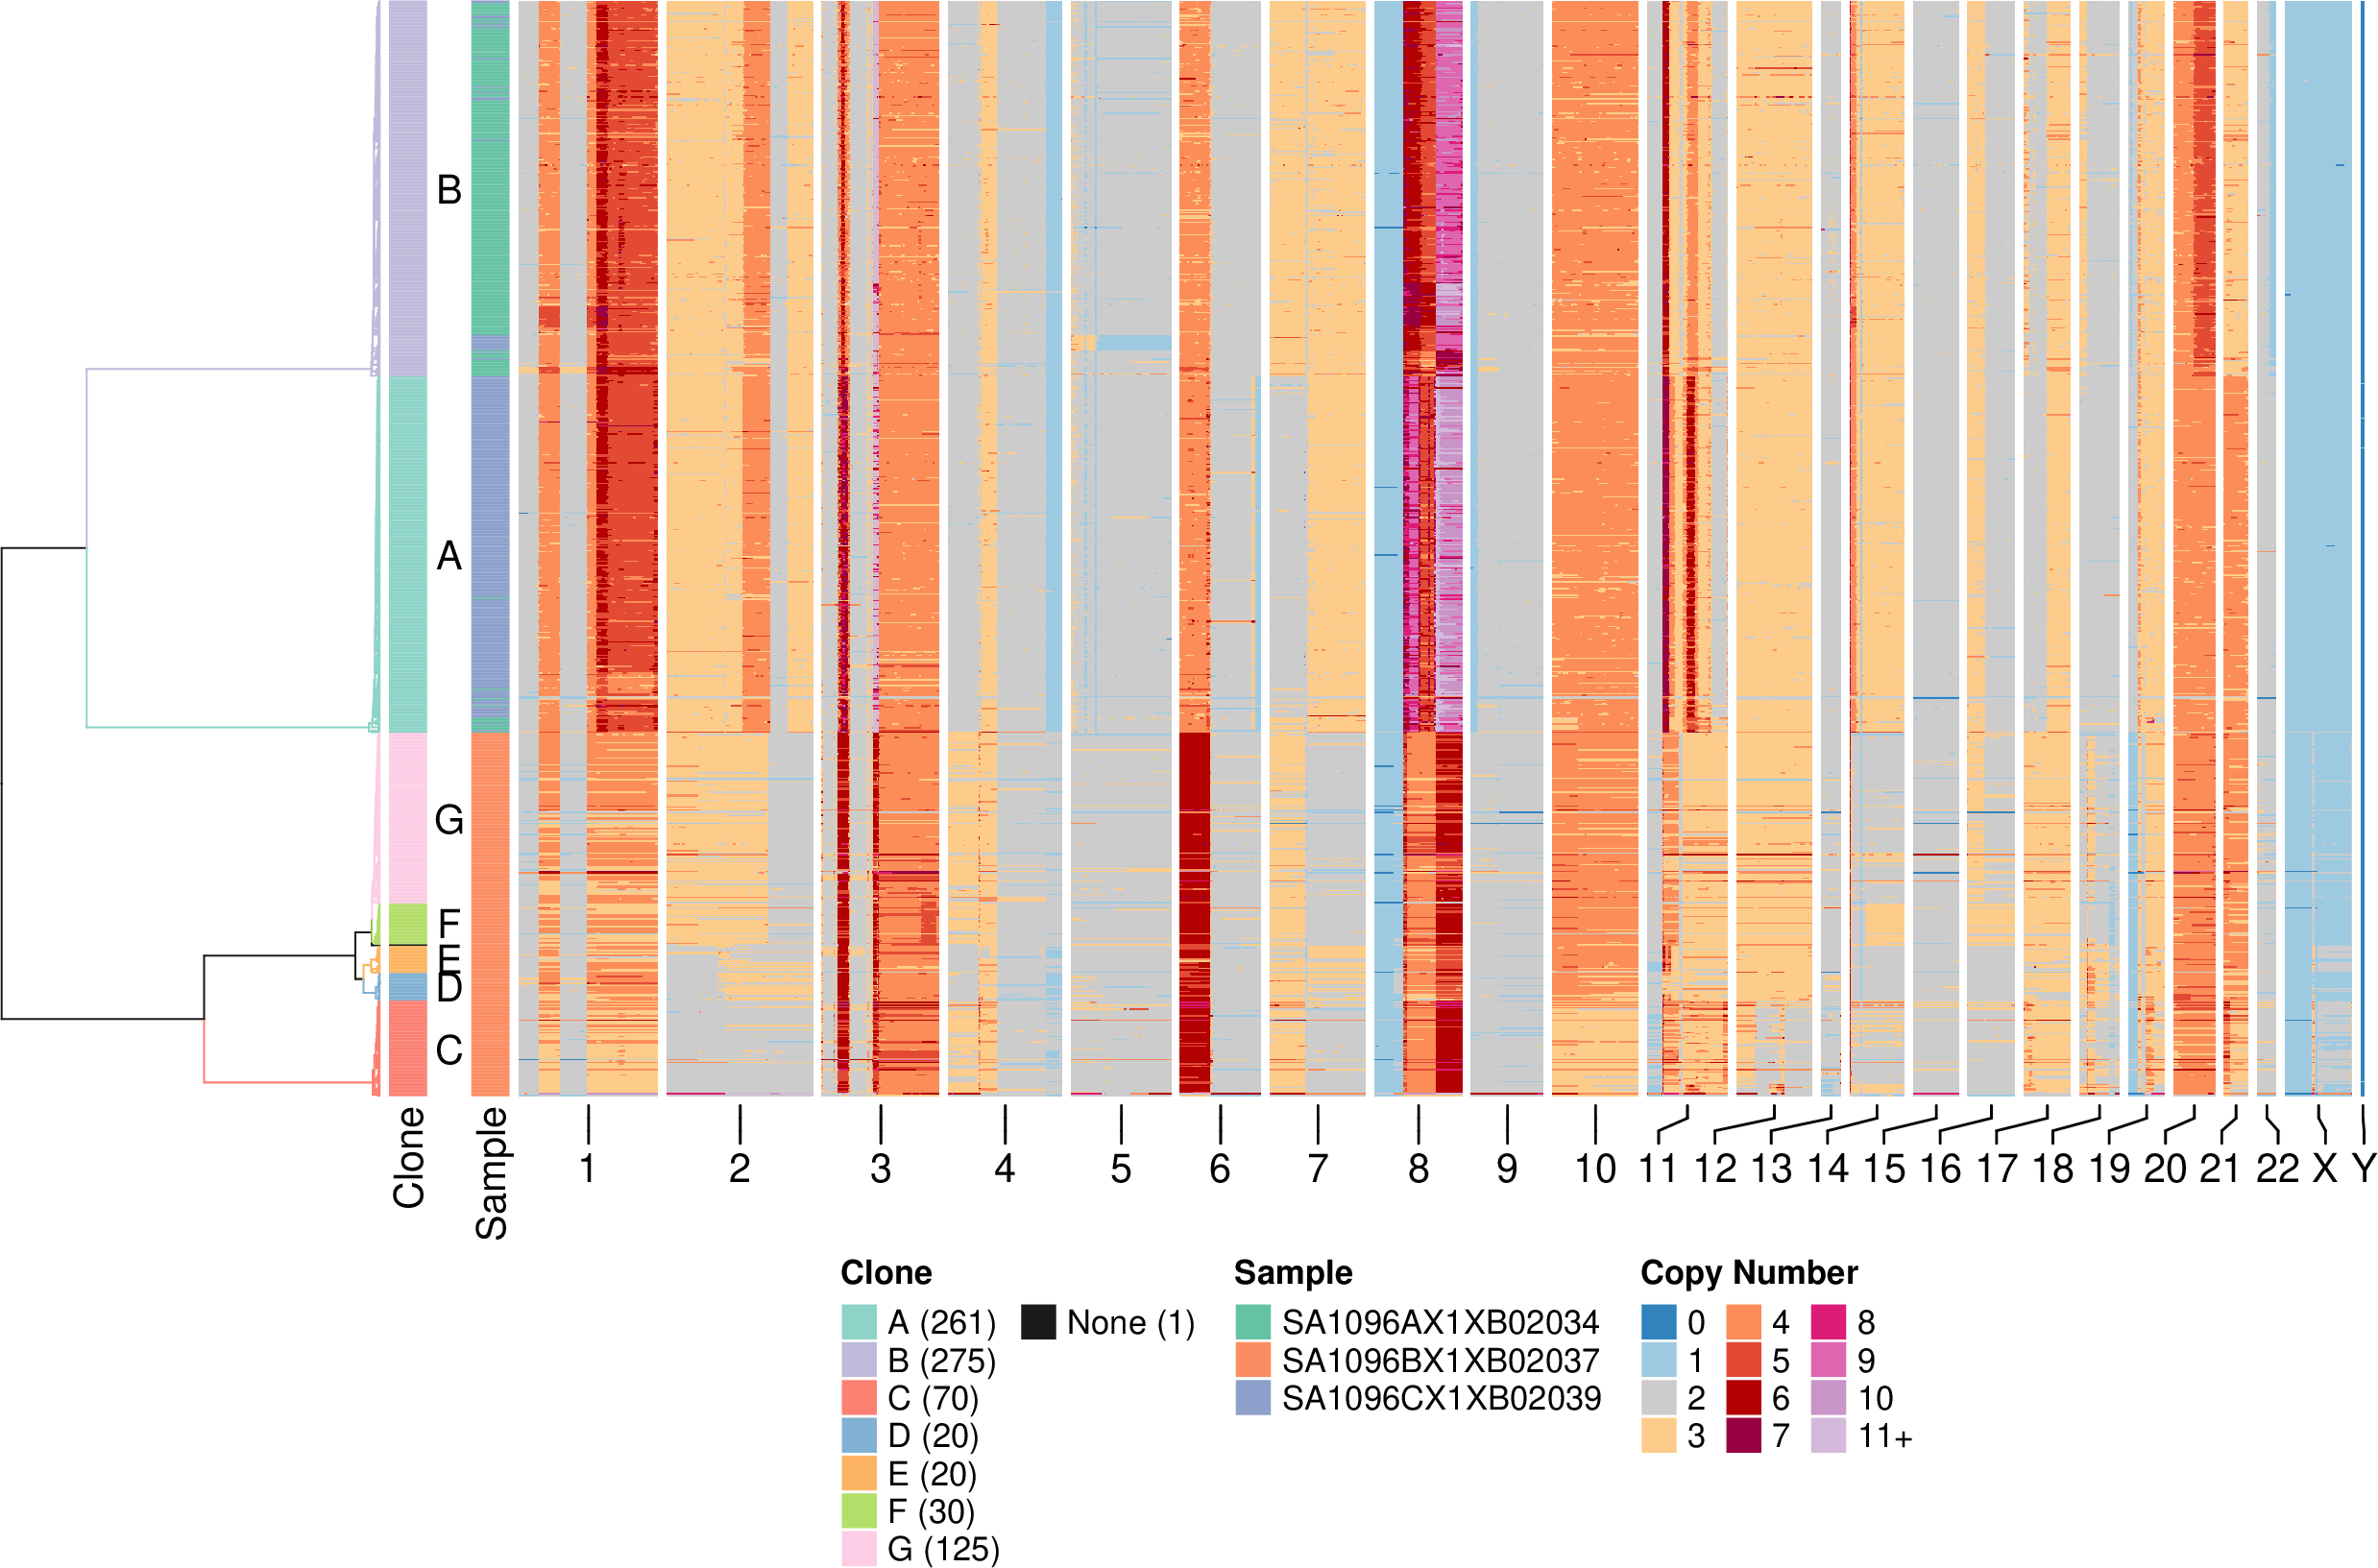 B
A
G
F
E
D
C
Clone
Sample
1 2 3 4 5 6 7 8 9 10 11 12 13 14 15 16 17 18 19 20 21 22 X Y
Clone
A (261)
B (275)
C (70)
D (20)
E (20)
F (30)
G (125)
None (1)
Sample
SA1096AX1XB02034
SA1096BX1XB02037
SA1096CX1XB02039
Copy Number
0
1
2
3
4
5
6
7
8
9
10
11+